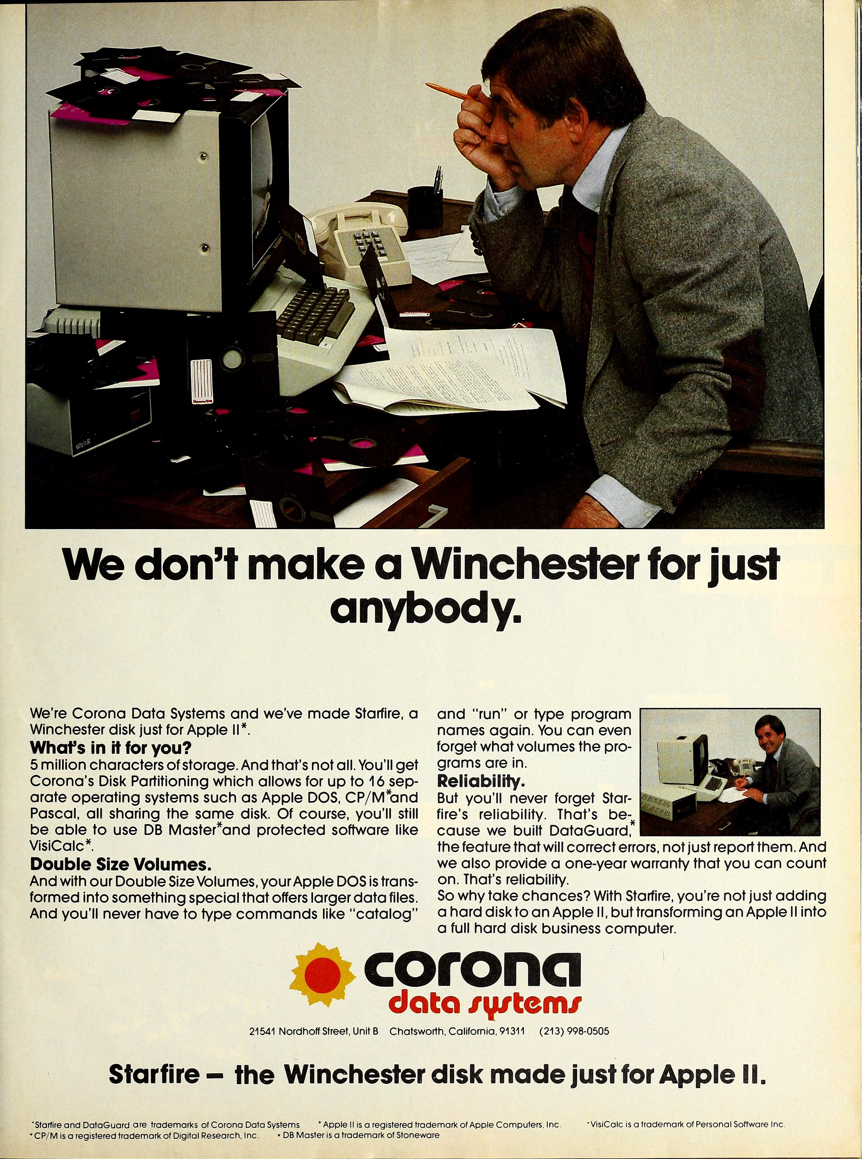 We don't make a Winchester for just
anybody.
We're Corona Data Systems and we've made Starfire, a
Winchester disk just for Apple II*.
What's in it for you?
5 million characters of storage. And that's not all. You'll get
Corona's Disk Partitioning which allows for up to 16 sep-
arate operating systems such as Apple DOS, CP/M*and
Pascal, all sharing the same disk. Of course, you'll still
be able to use DB Master*and protected software like
VisiCalc*.
Double Size Volumes.
And with our Double Size Volumes, your Apple DOS is trans-
formed into something special that offers larger data files.
And you'll never have to type commands like "catalog"
and "run" or type program
names again. You can even
forget what volumes the pro-
grams are in.
Reliability.
But you'll never forget Star-
fire's reliability. That's be-
cause we built DataGuard,*
the feature that will correct errors, not just report them. And
we also provide a one-year warranty that you can count
on. That's reliability.
So why take chances? With Starfire, you're not just adding
a hard disk to an Apple II, but transforming an Apple II into
a full hard disk business computer.
corona
data systems
21541 Nordhoff Street, Unit B Chatsworth, California, 91311 (213) 998-0505
Starfire — the Winchester disk made just for Apple II.
*Starfire and DataGuard are trademarks of Corona Data Systems *Apple II is a registered trademark of Apple Computers, Inc. *VisiCalc is a trademark of Personal Software Inc.
*CP/M is a registered trademark of Digital Research, Inc. • DB Master is a trademark of Stoneware